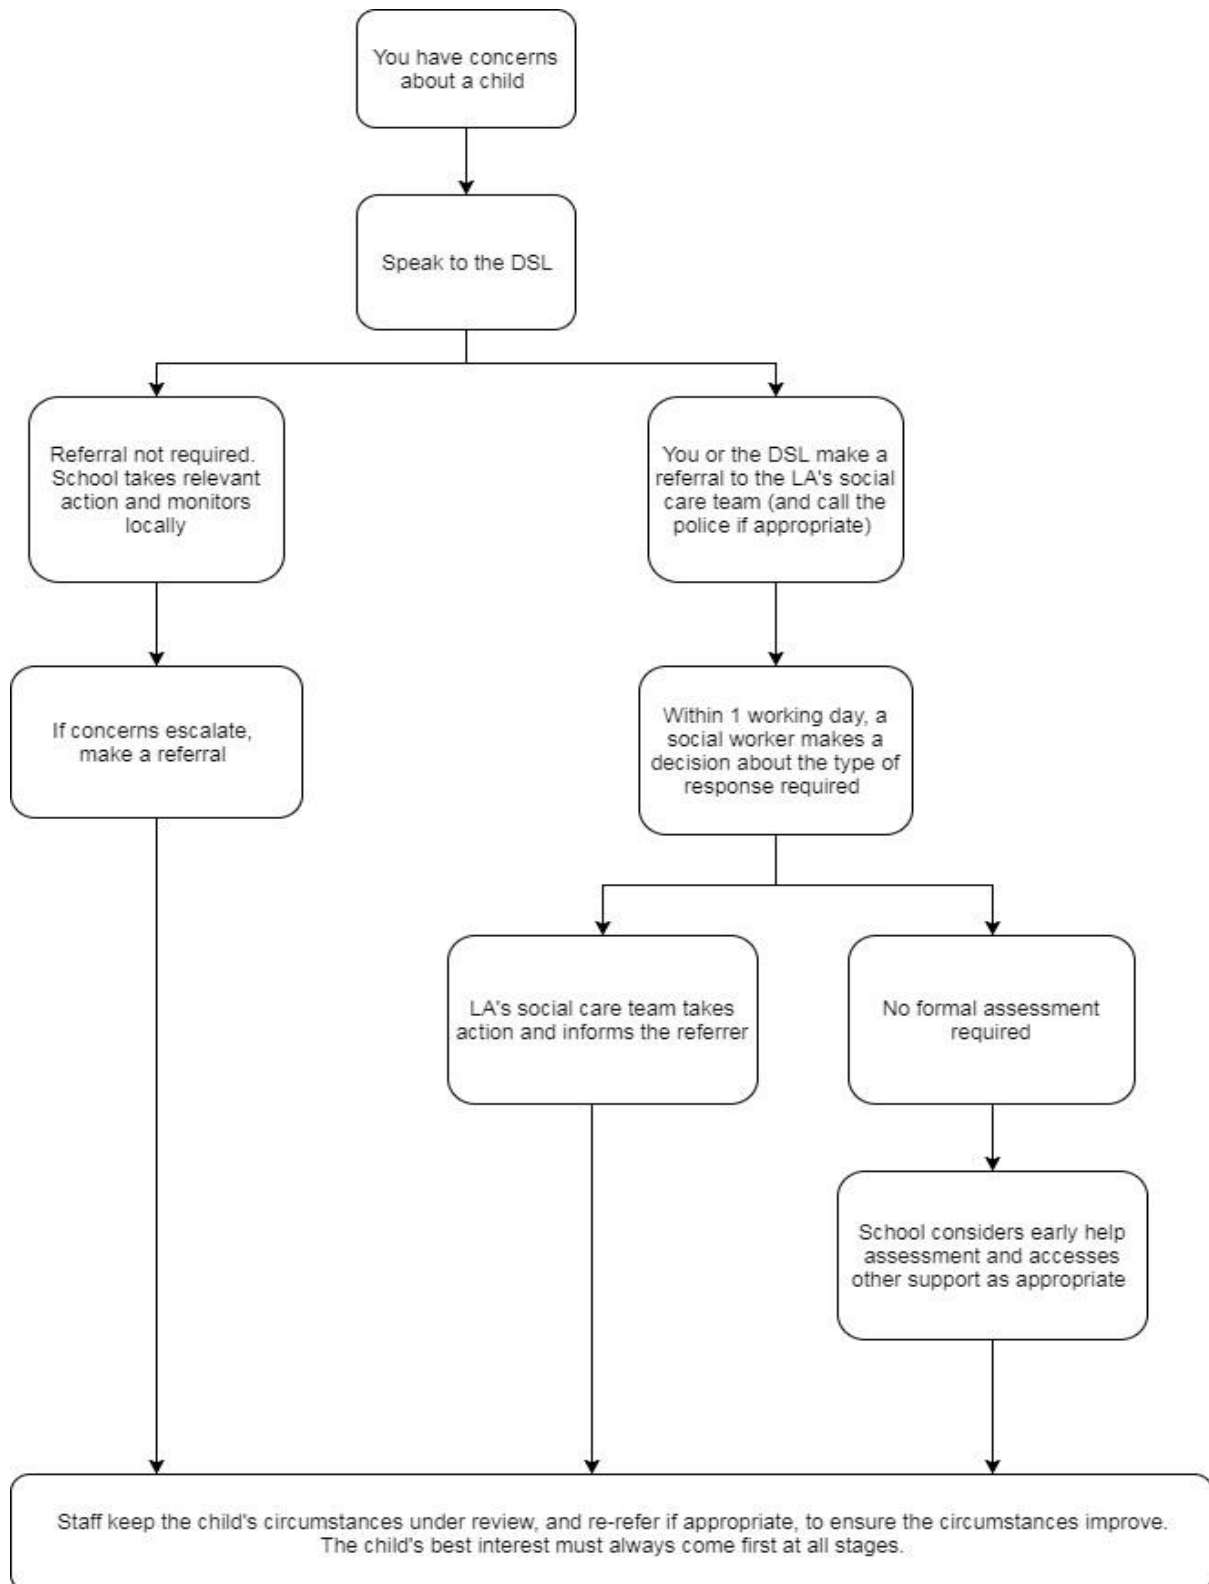 You have concerns
about a child
Speak to the DSL
Referral not required.
School takes relevant
action and monitors
locally
You or the DSL make a
referral to the LA's social
care team (and call the
police if appropriate)
If concerns escalate,
make a referral
Within 1 working day, a
social worker makes a
decision about the type of
response required
LA's social care team takes
action and informs the referrer
No formal assessment
required
School considers early help
assessment and accesses
other support as appropriate
Staff keep the child's circumstances under review, and re-refer if appropriate, to ensure the circumstances improve.
The child's best interest must always come first at all stages.